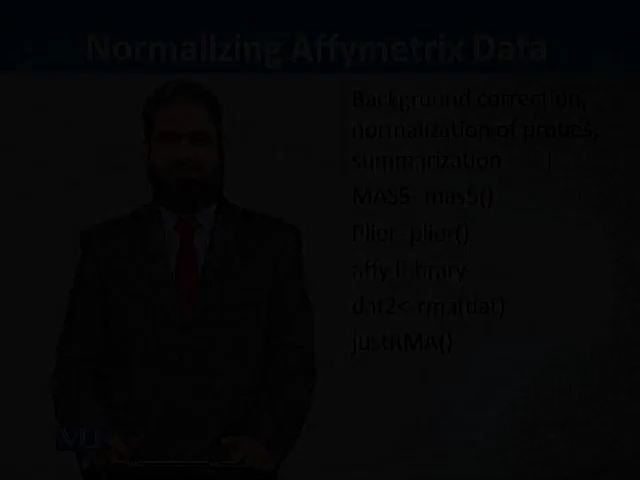 Normalizing Affymetrix Data
Background correction,
normalization of probes,
summarization
MAS5- mas5()
Plier- plier()
affy library
dat2<-rma(dat)
justRMA()
VU